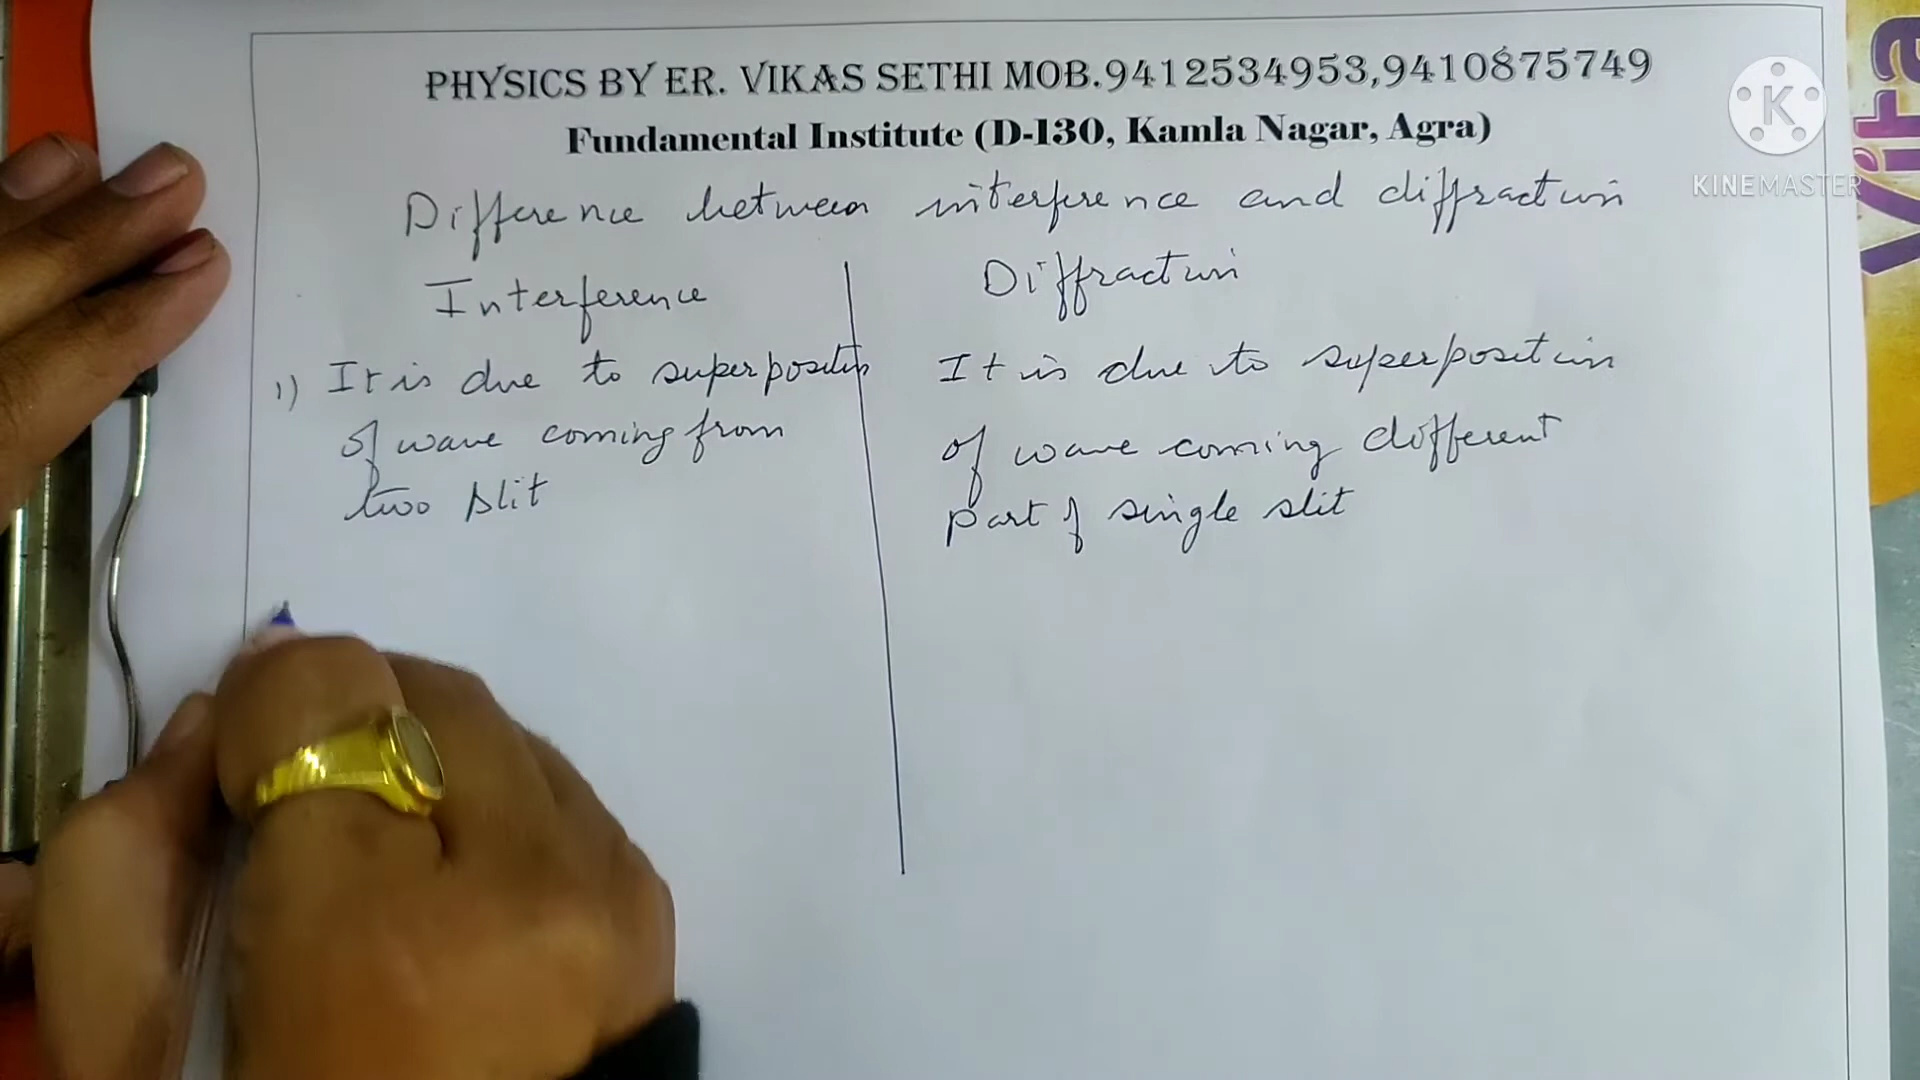 PHYSICS BY ER. VIKAS SETHI MOB.9412534953,9410875749
Fundamental Institute (D-130, Kamla Nagar, Agra)
KINEMASTER
Vita
Difference between interference and diffraction
Interference
Diffraction
1) It is due to superposition
of wave coming from
two slit
It is due to superposition
of wave coming different
part of single slit